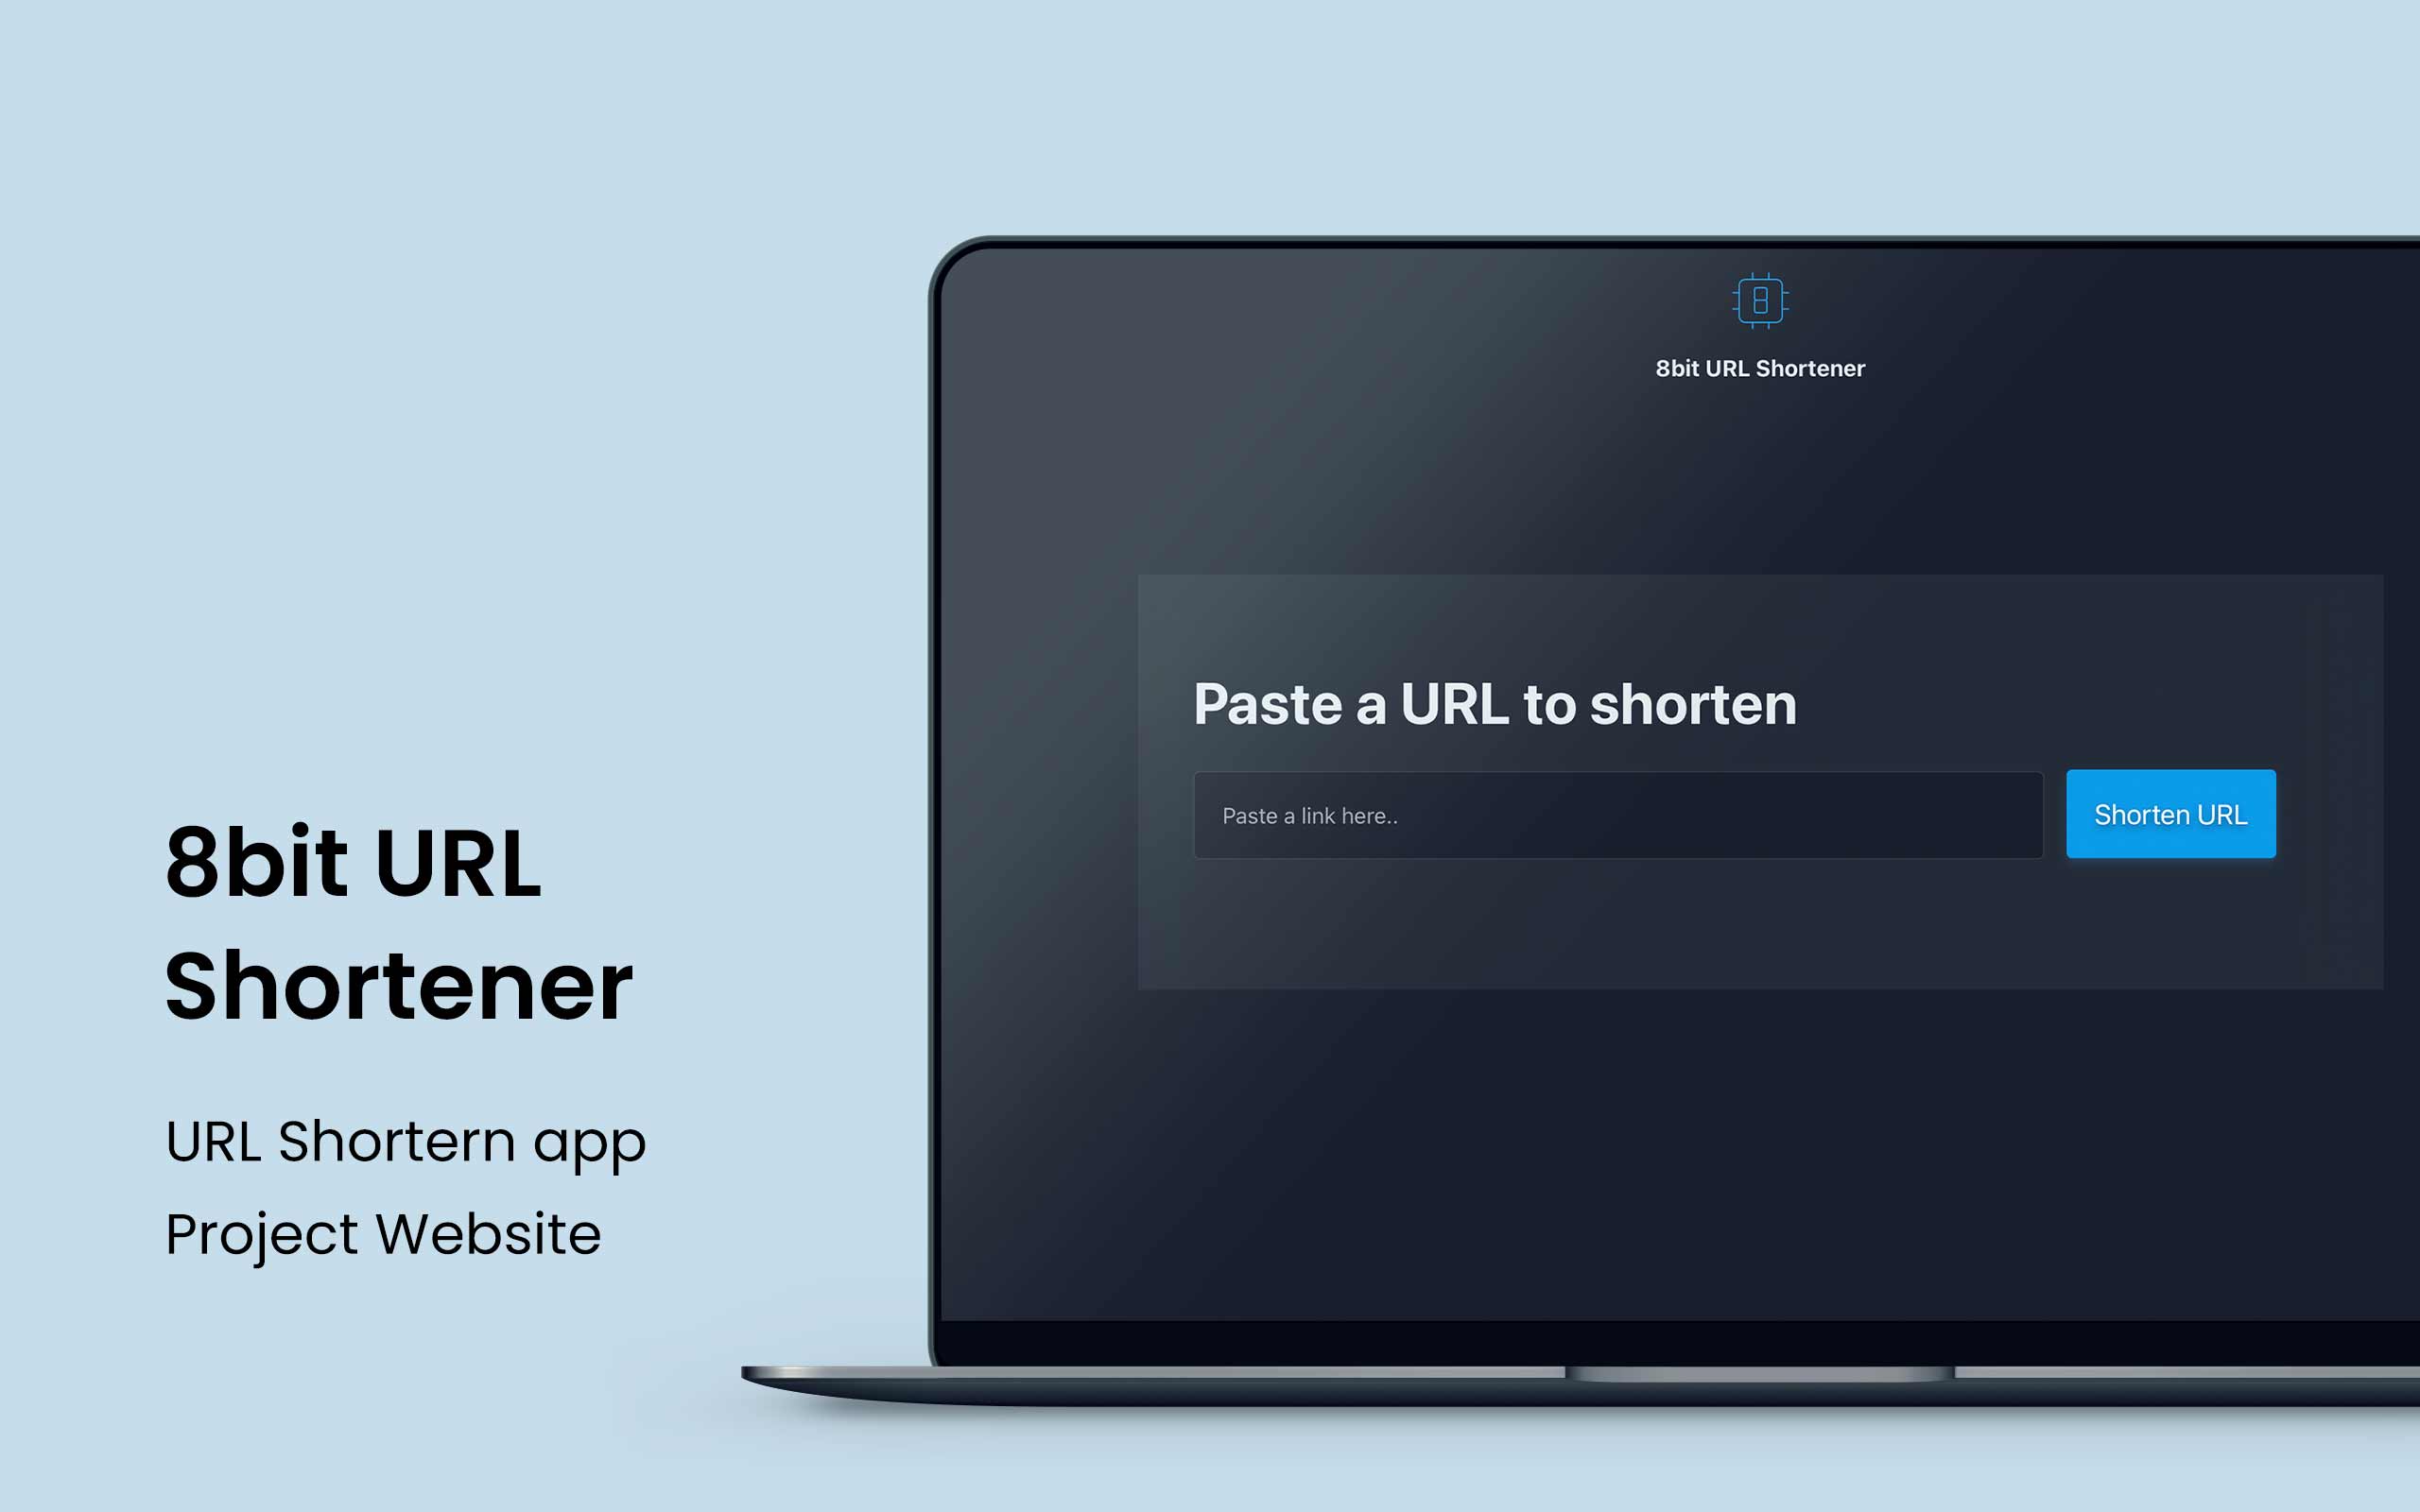 8bit URL
Shortener
URL Shortern app
Project Website
8
8bit URL Shortener
Paste a URL to shorten
Paste a link here..
Shorten URL